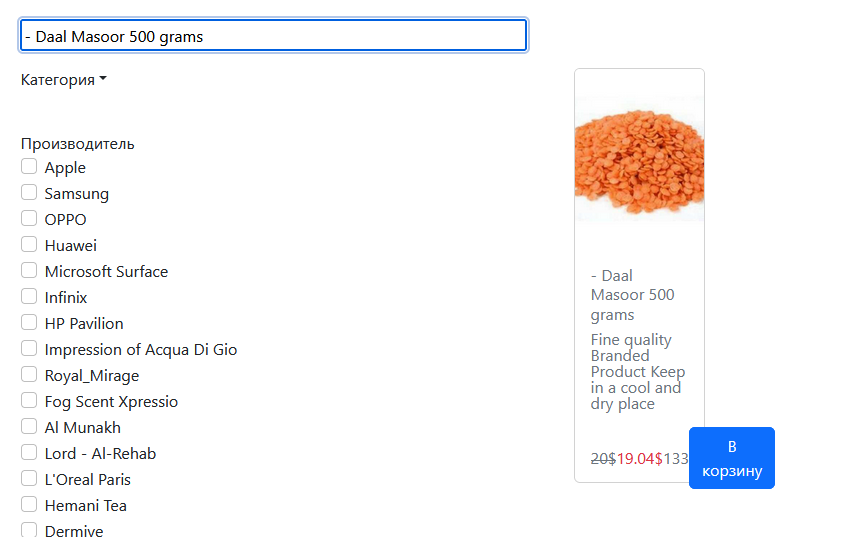 - Daal Masoor 500 grams
Категория
Производитель
Apple
Samsung
OPPO
Huawei
Microsoft Surface
Infinix
HP Pavilion
Impression of Acqua Di Gio
Royal_Mirage
Fog Scent Xpressio
Al Munakh
Lord - Al-Rehab
L'Oreal Paris
Hemani Tea
Dermive
- Daal
Masoor 500
grams
Fine quality
Branded
Product Keep
in a cool and
dry place
20$19.04$133
В
корзину